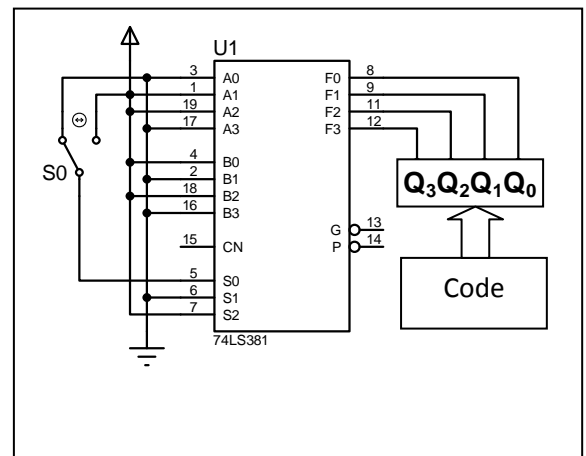 U1
3 A0 F0 8
1 A1 F1 9
19 A2 F2 11
17 A3 F3 12
4 B0
2 B1
18 B2
16 B3
G 13
15 CN P 14
S0
5 S0
6 S1
7 S2
74LS381
Q3Q2Q1Q0
Code